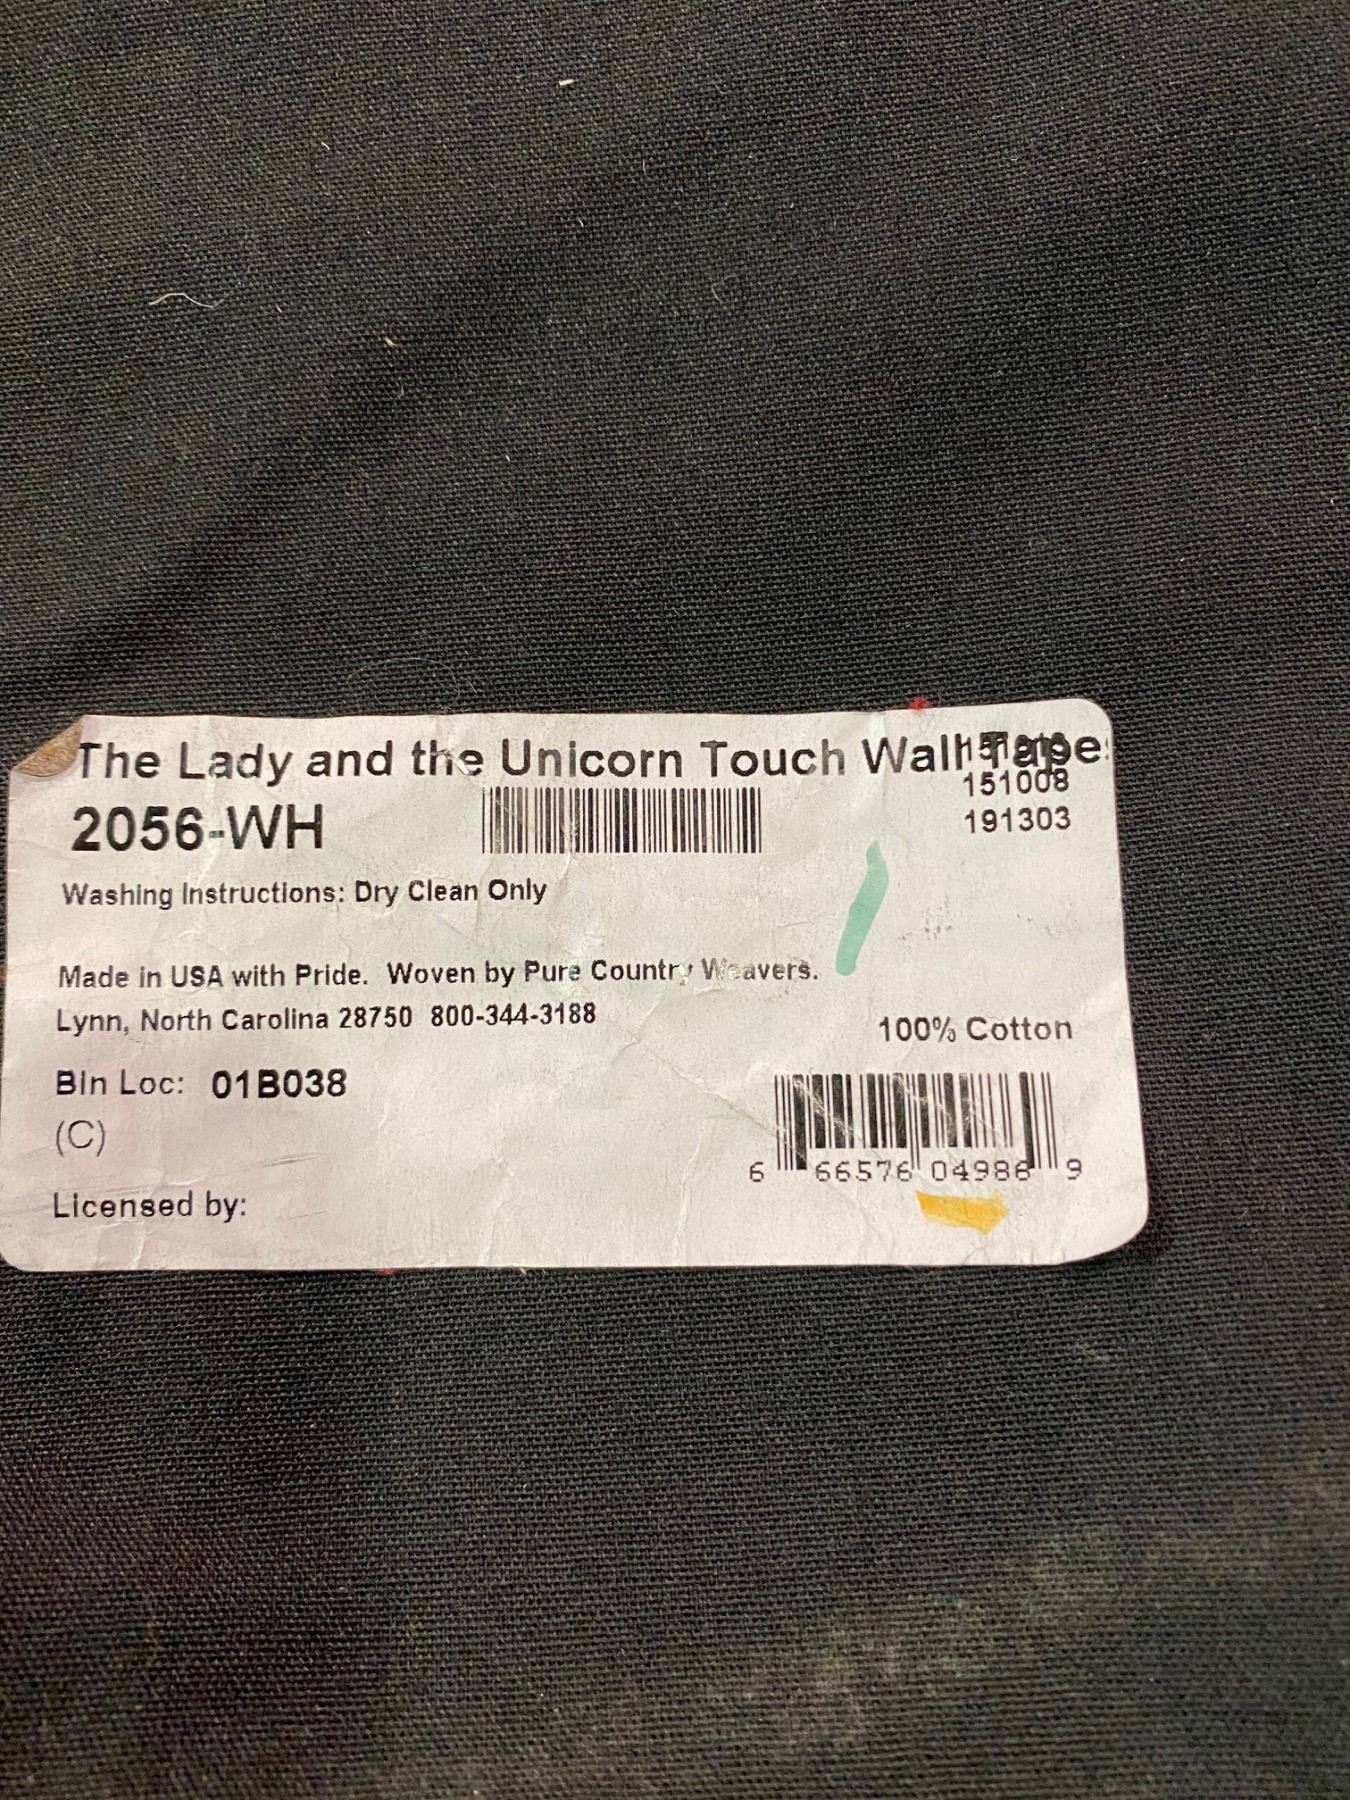 The Lady and the Unicorn Touch Wall Tapes
151008
2056-WH
191303
Washing Instructions: Dry Clean Only
Made in USA with Pride. Woven by Pure Country Weavers.
Lynn, North Carolina 28750 800-344-3188
100% Cotton
Bin Loc: 01B038
(C)
6 66576 04986 9
Licensed by: